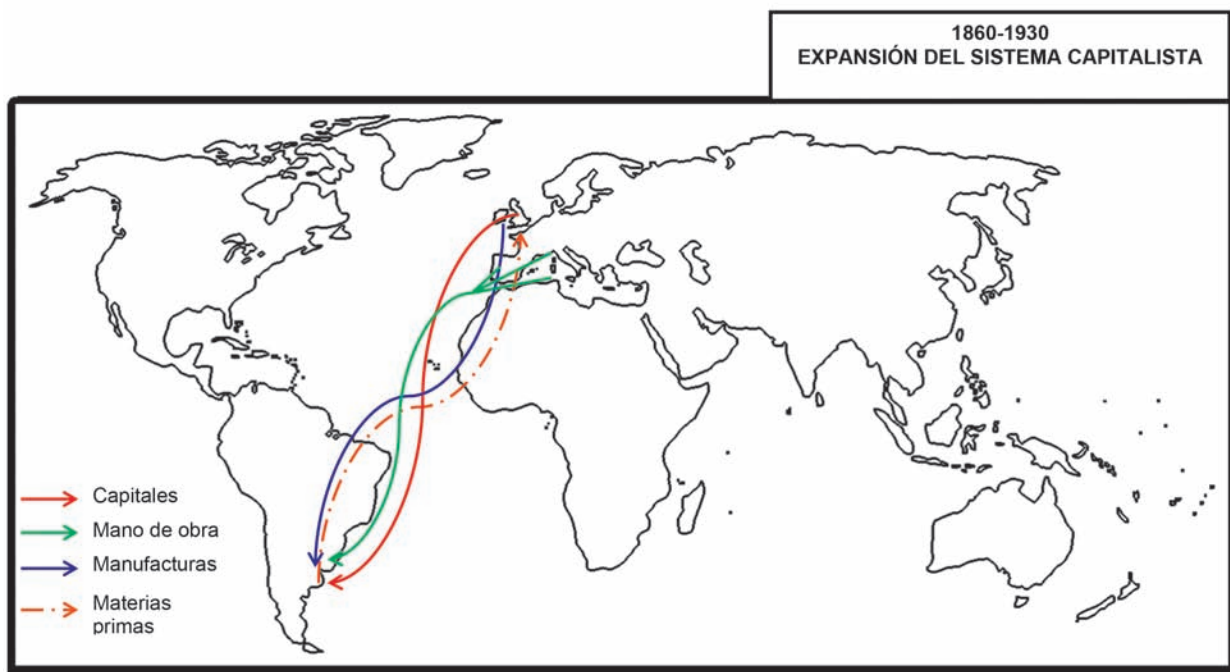 1860-1930
EXPANSIÓN DEL SISTEMA CAPITALISTA
Capitales
Mano de obra
Manufacturas
Materias
primas